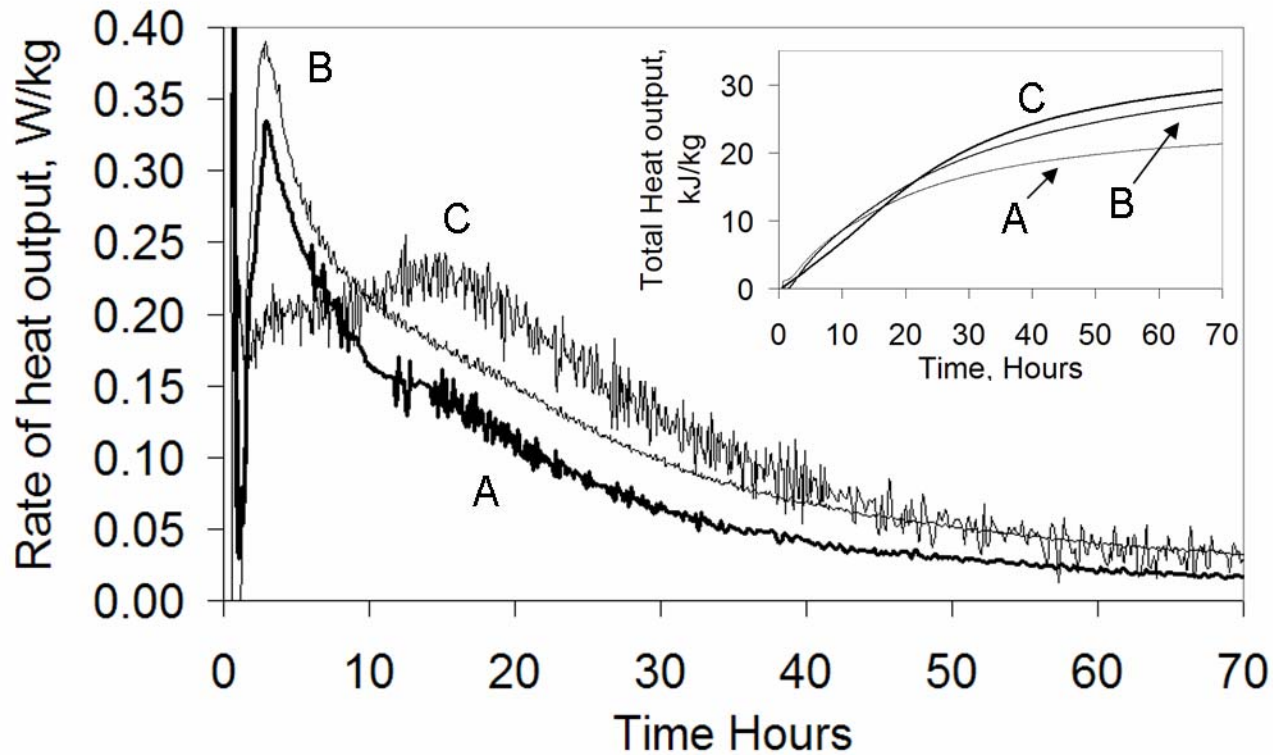 Rate of heat output, W/kg
0.40
0.35
0.30
0.25
0.20
0.15
0.10
0.05
0.00
0 10 20 30 40 50 60 70
Time Hours
B
C
A
Total Heat output,
kJ/kg
30
20
10
0
0 10 20 30 40 50 60 70
Time, Hours
C
A
B